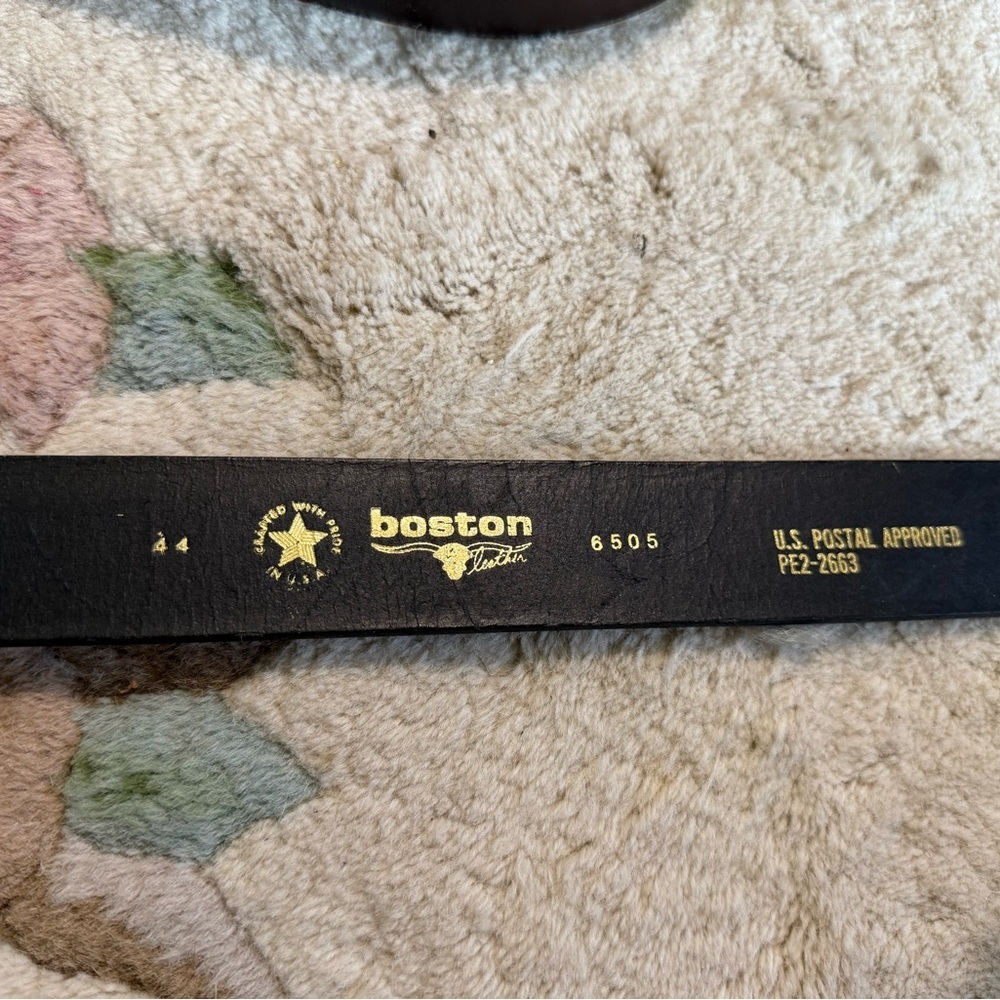 44
CRAFTED WITH PRIDE
IN U.S.A.
boston
leather
6505
U.S. POSTAL APPROVED
PE2-2663